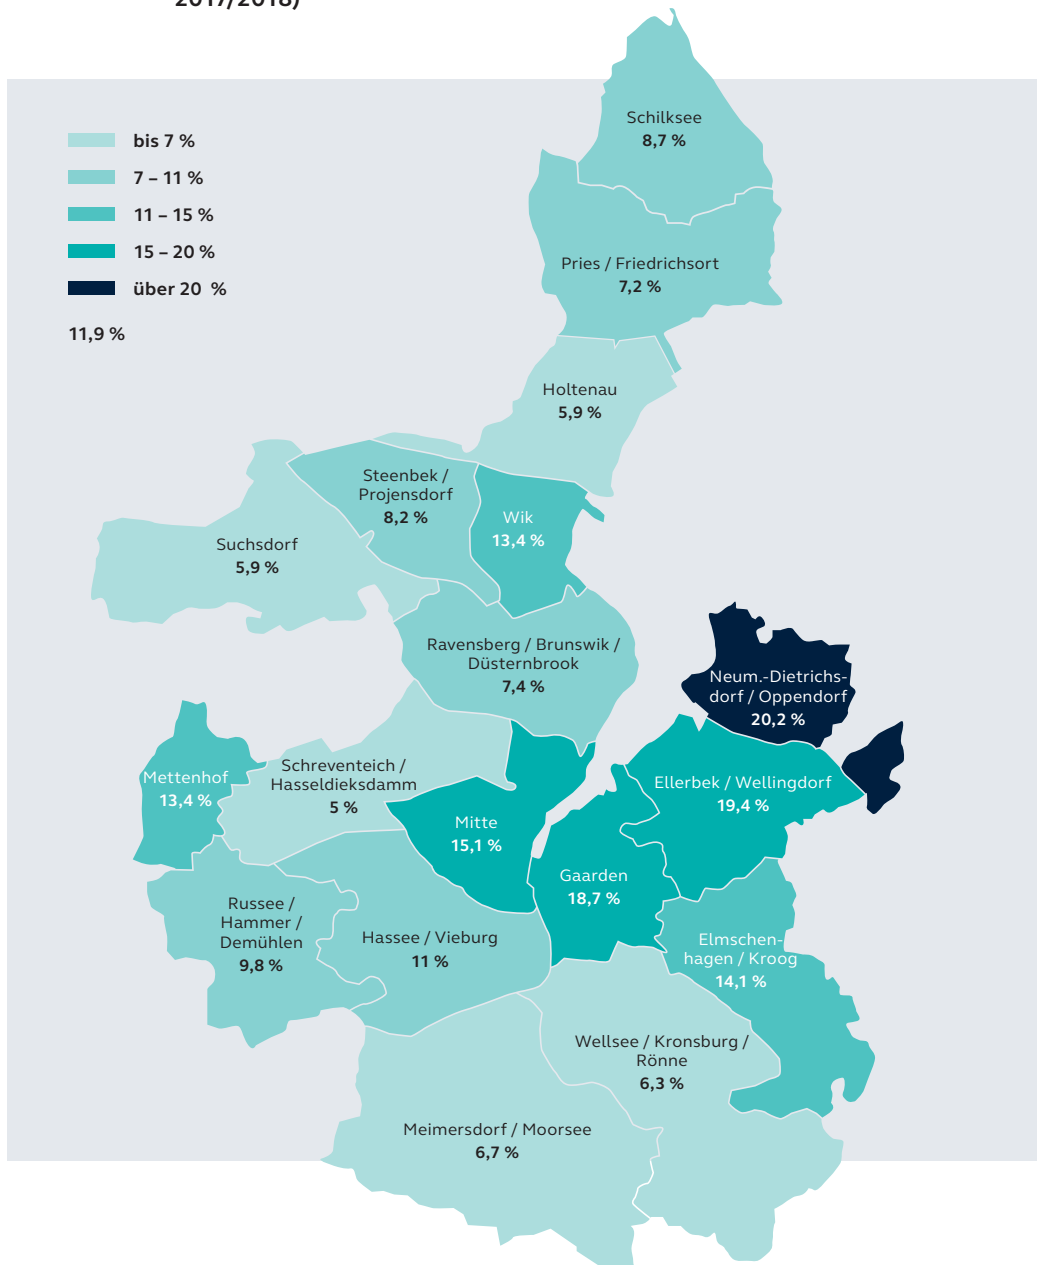 2017/2018)
bis 7 %
7 – 11 %
11 – 15 %
15 – 20 %
über 20 %
11,9 %
Schilksee
8,7 %
Pries / Friedrichsort
7,2 %
Holtenau
5,9 %
Steenbek /
Projensdorf
8,2 %
Wik
13,4 %
Suchsdorf
5,9 %
Ravensberg / Brunswik /
Düsternbrook
7,4 %
Neum.-Dietrichs-
dorf / Oppendorf
20,2 %
Mettenhof
13,4 %
Schreventeich /
Hasseldieksdamm
5 %
Ellerbek / Wellingdorf
19,4 %
Mitte
15,1 %
Gaarden
18,7 %
Russee /
Hammer /
Demühlen
9,8 %
Hassee / Vieburg
11 %
Elmschen-
hagen / Kroog
14,1 %
Wellsee / Kronsburg /
Rönne
6,3 %
Meimersdorf / Moorsee
6,7 %